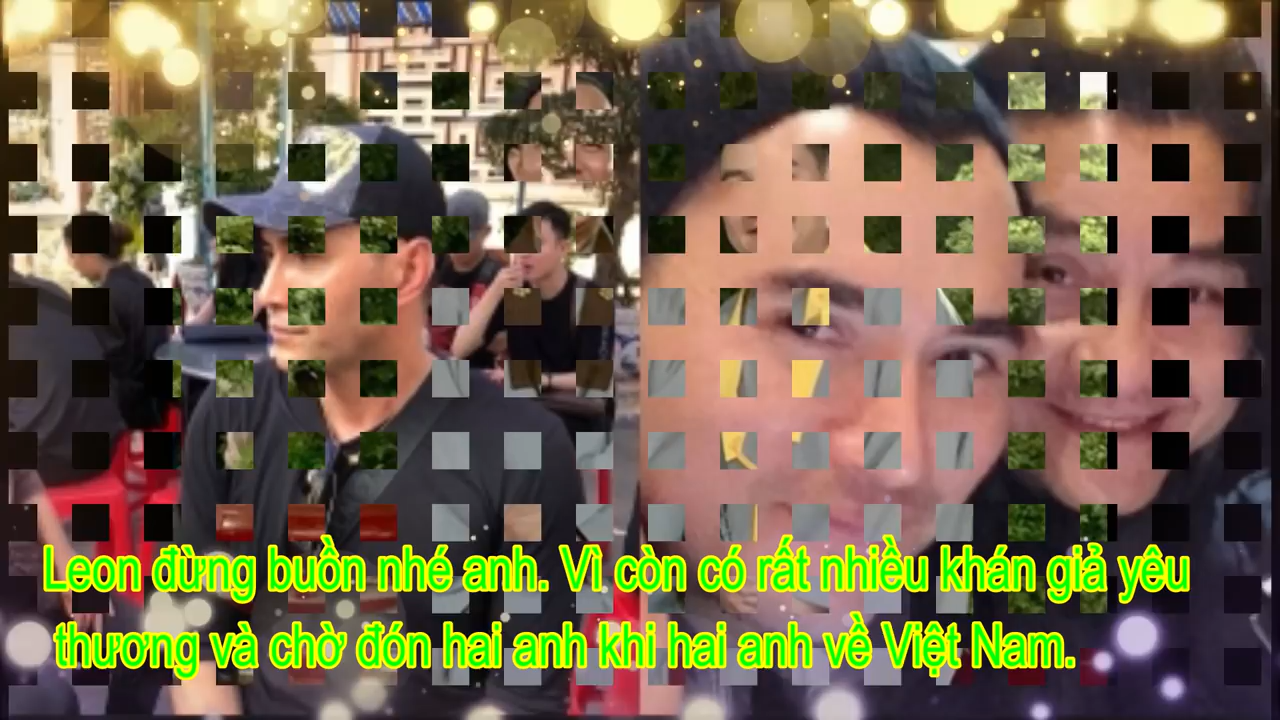 Leon đừng buồn nhé anh. Vì còn có rất nhiều khán giả yêu
thương và chờ đón hai anh khi hai anh về Việt Nam.